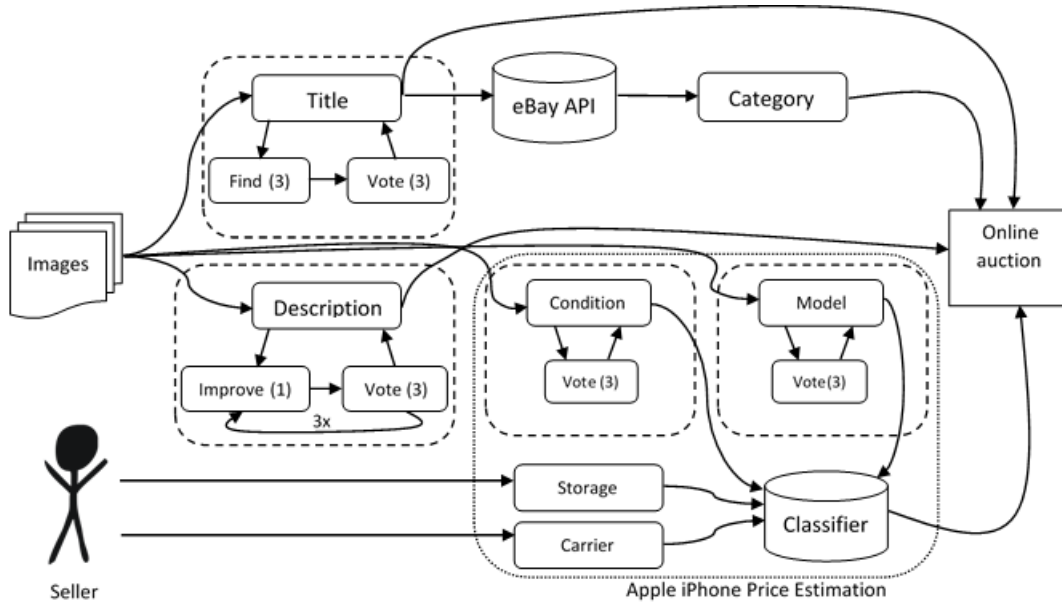 Title
eBay API
Category
Find (3)
Vote (3)
Images
Online
auction
Description
Condition
Model
Improve (1)
Vote (3)
Vote (3)
Vote(3)
3x
Storage
Classifier
Carrier
Seller
Apple iPhone Price Estimation